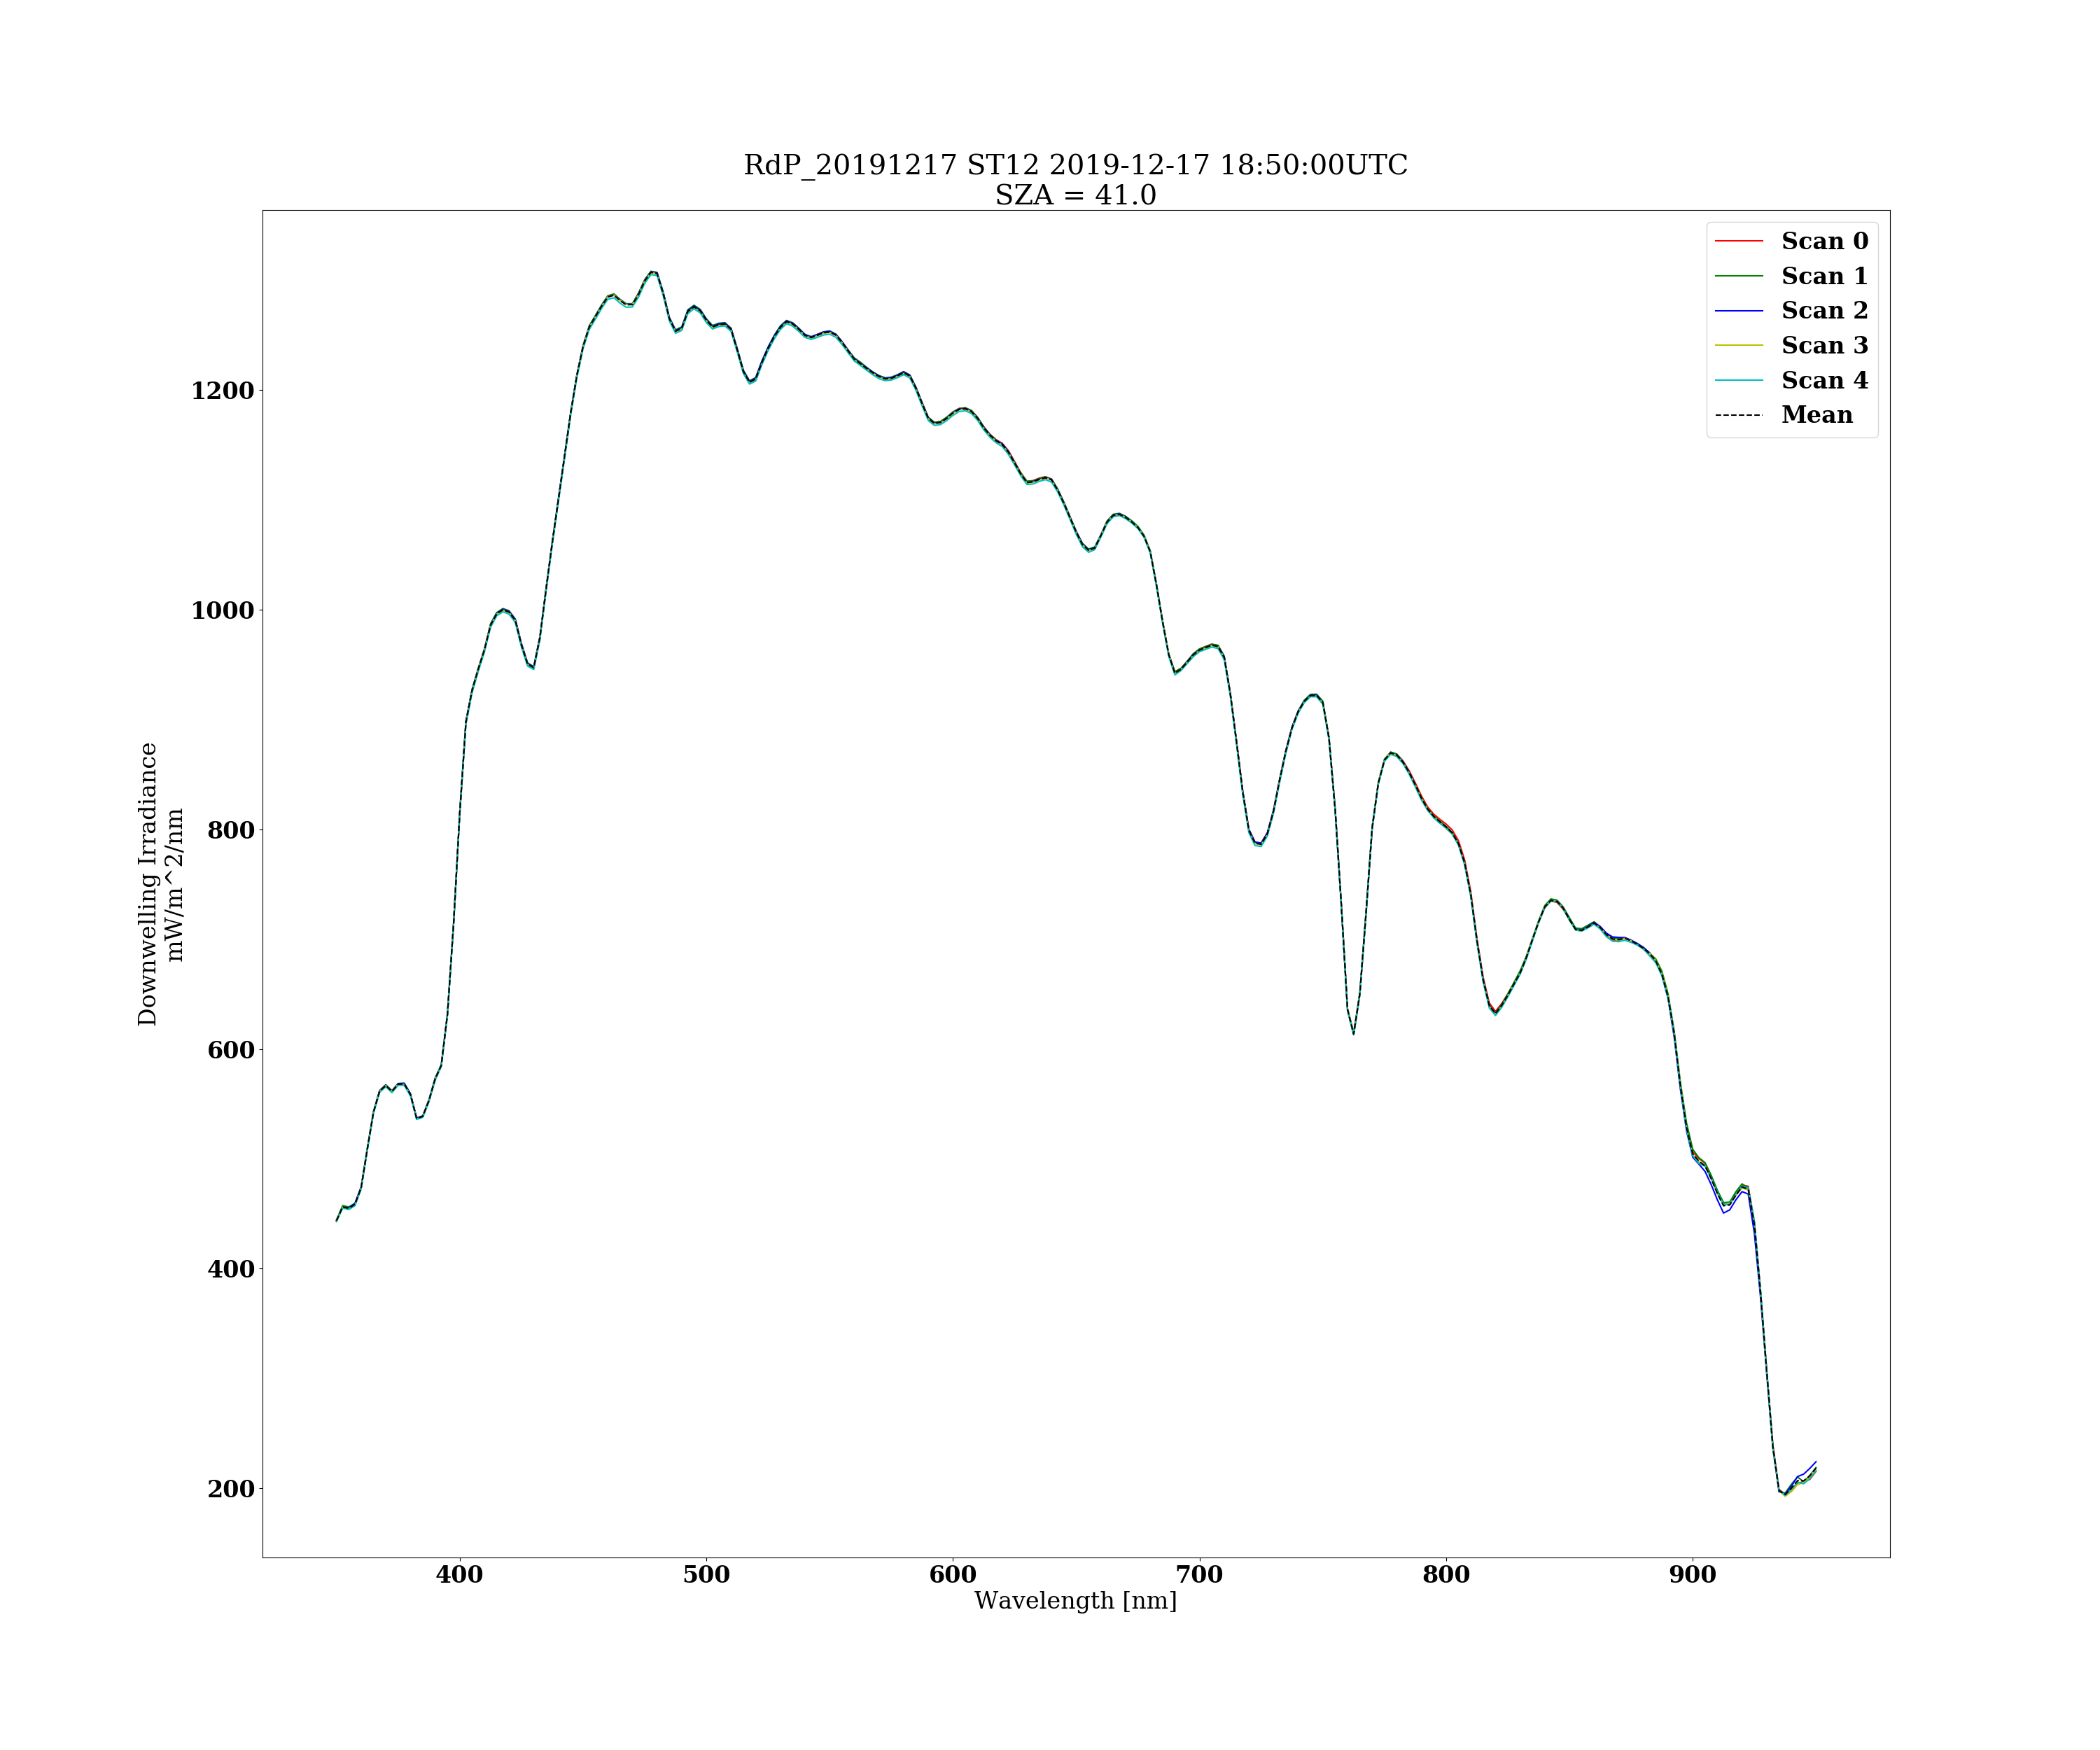 RdP_20191217 ST12 2019-12-17 18:50:00UTC
SZA = 41.0
Scan 0
Scan 1
Scan 2
Scan 3
Scan 4
Mean
Downwelling Irradiance
mW/m^2/nm
1200
1000
800
600
400
200
400
500
600
700
800
900
Wavelength [nm]